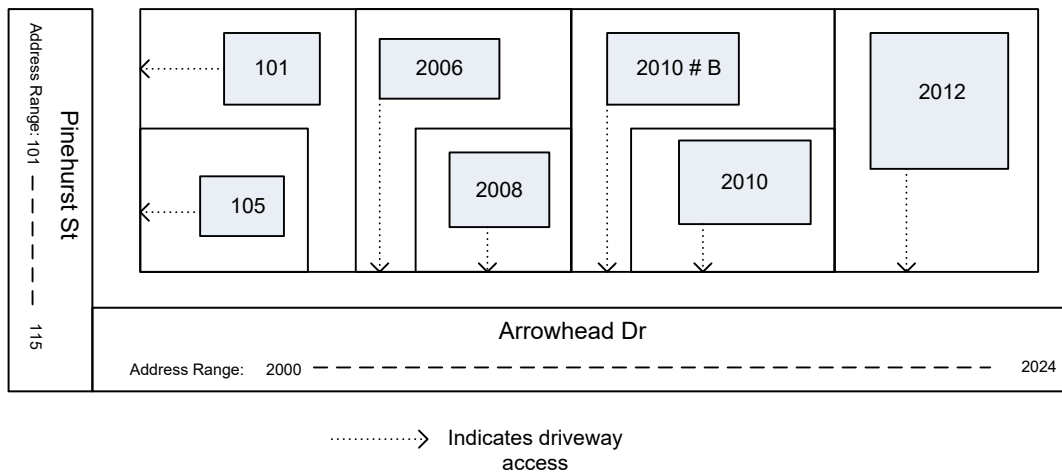 Pinehurst St
Address Range: 101
115
101
2006
2010 # B
2012
105
2008
2010
Arrowhead Dr
Address Range: 2000
2024
Indicates driveway
access